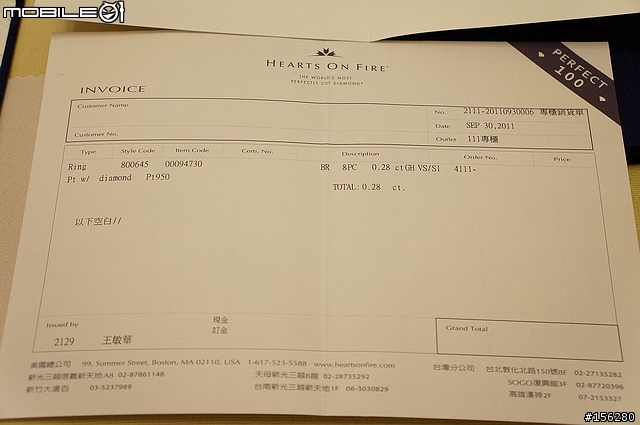 MOBILE01
HEARTS ON FIRE
THE WORLD'S MOST
PERFECTLY CUT DIAMOND
PERFECT
100
INVOICE
Customer Name
No. 2111-20110930006 專櫃銷貨單
Date SEP 30,2011
Customer No. Outlet 111專櫃
Type Style Code Item Code Certi. No. Description Order No. Price
Ring 800645 00094730 BR 8PC 0.28 ct GH VS/S1 4111-
Pt w/ diamond Pt950
TOTAL: 0.28 ct.
以下空白//
現金
訂金
Issued by
2129 王敏華
Grand Total
美國總公司 99, Summer Street, Boston, MA 02110, USA 1-617-523-5588 www.heartsonfire.com
台灣分公司 台北敦化北路150號8F 02-27135282
新光三越信義新天地A8 02-87861148 天母新光三越II館 02-28735292
SOGO復興館3F 02-87720396
新竹大遠百 03-5237989 台南新光三越新天地1F 06-3030829
高雄漢神2F 07-2153327
#156280